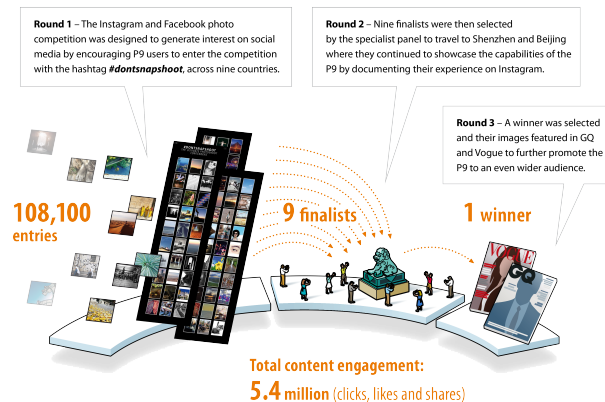 Round 1 – The Instagram and Facebook photo
competition was designed to generate interest on social
media by encouraging P9 users to enter the competition
with the hashtag #dontsnapshoot, across nine countries.
Round 2 – Nine finalists were then selected
by the specialist panel to travel to Shenzhen and Beijing
where they continued to showcase the capabilities of the
P9 by documenting their experience on Instagram.
Round 3 – A winner was selected
and their images featured in GQ
and Vogue to further promote the
P9 to an even wider audience.
#DONTSNAPSHOOT
108,100
entries
9 finalists
1 winner
VOGUE
GQ
Total content engagement:
5.4 million (clicks, likes and shares)